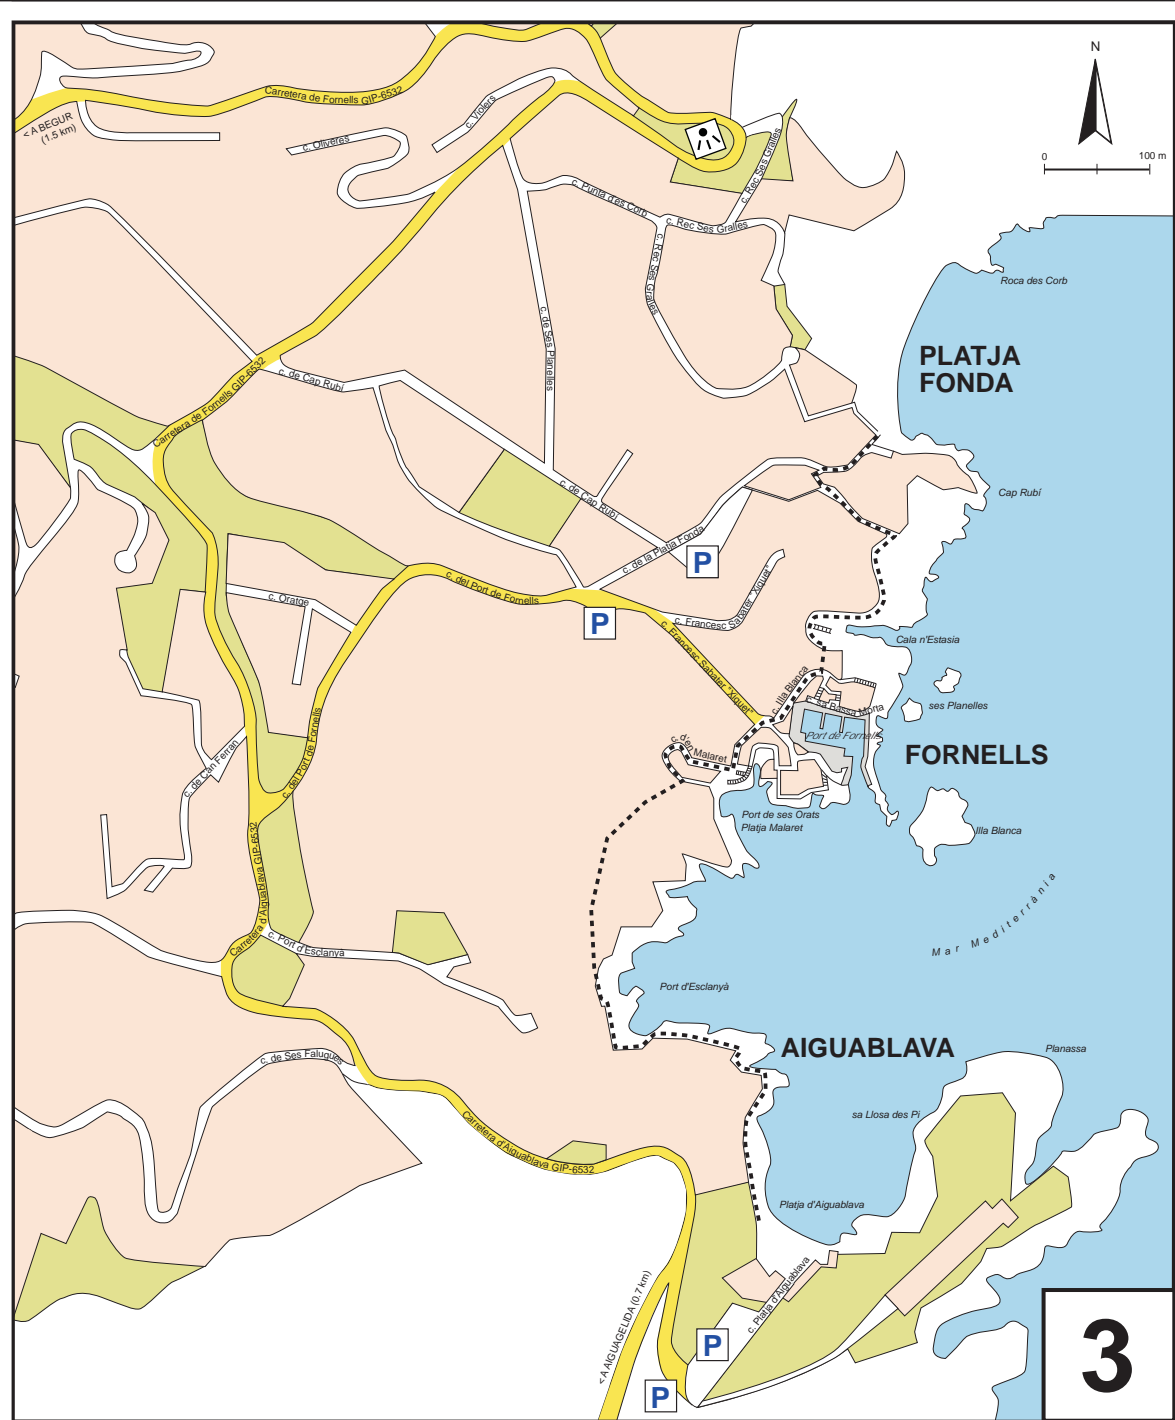 N
0 100 m
Carretera de Fornells GIP-6532
< A BEGUR
(1.5 km)
c. Violers
c. Oliveres
c. Rec Ses Gralles
c. Punta d'es Corb
c. Rec Ses Gralles
c. Rec Ses Gralles
Roca des Corb
c. de Ses Planelles
PLATJA
FONDA
Carretera de Fornells GIP-6532
c. de Cap Rubí
c. de Cap Rubí
Cap Rubí
c. de la Platja Fonda
P
c. del Port de Fornells
c. Oratge
P
c. Francesc Sabater "Xiquet"
c. Francesc Sabater "Xiquet"
Cala n'Estasia
c. Illa Blanca
ses Planelles
c. sa Bassa Morta
Port de Fornells
c. d'en Malaret
FORNELLS
c. de Can Ferran
c. del Port de Fornells
Port de ses Orats
Platja Malaret
Illa Blanca
Carretera d'Aiguablava GIP-6532
Mar Mediterrània
c. Port d'Esclanyà
Port d'Esclanyà
AIGUABLAVA
Planassa
c. de Ses Falugues
sa Llosa des Pi
Carretera d'Aiguablava GIP-6532
Platja d'Aiguablava
c. Platja d'Aiguablava
< A AIGUAGELIDA (0.7 km)
P
P
3